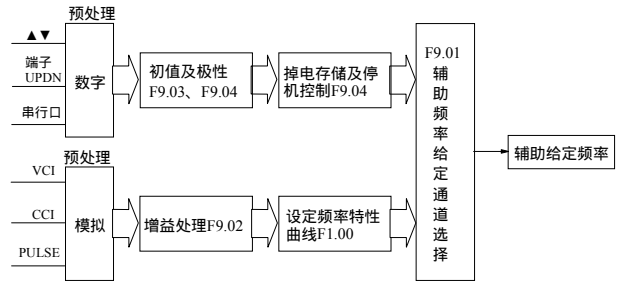 预处理
▲▼
端子
UPDN
串行口
数字
初值及极性
F9.03、F9.04
掉电存储及停
机控制F9.04
预处理
VCI
CCI
PULSE
模拟
增益处理F9.02
设定频率特性
曲线F1.00
F9.01
辅
助
频
率
给
定
通
道
选
择
辅助给定频率